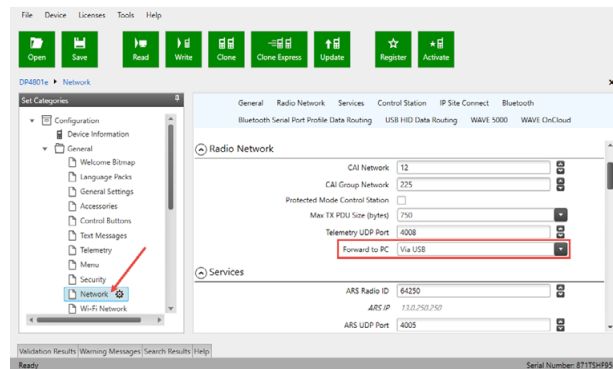 File Device Licenses Tools Help
Open Save Read Write Clone Clone Express Update Register Activate
DP4801e Network
Set Categories
Configuration
Device Information
General
Welcome Bitmap
Language Packs
General Settings
Accessories
Control Buttons
Text Messages
Telemetry
Menu
Security
Network
Wi-Fi Network
General Radio Network Services Control Station IP Site Connect Bluetooth
Bluetooth Serial Port Profile Data Routing USB HID Data Routing WAVE 5000 WAVE OnCloud
Radio Network
CAI Network 12
CAI Group Network 225
Protected Mode Control Station
Max TX PDU Size (bytes) 750
Telemetry UDP Port 4008
Forward to PC Via USB
Services
ARS Radio ID 64250
ARS IP 13.0.250.250
ARS UDP Port 4005
Validation Results Warning Messages Search Results Help
Ready Serial Number: 871TSHF95